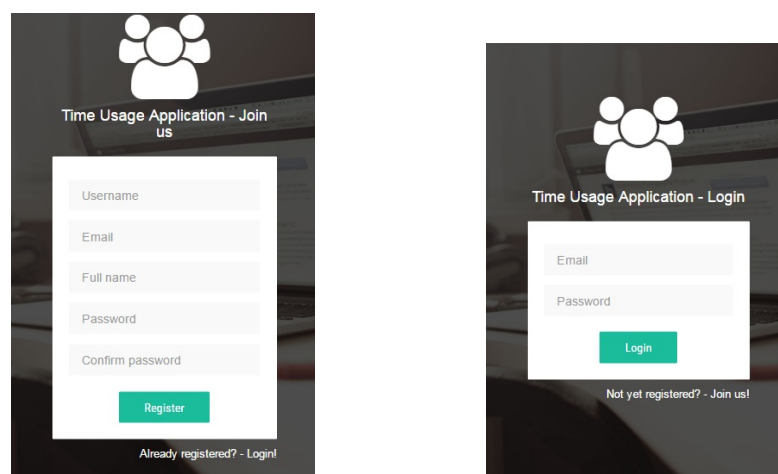 Time Usage Application - Join
us
Username
Email
Full name
Password
Confirm password
Register
Already registered? - Login!
Time Usage Application - Login
Email
Password
Login
Not yet registered? - Join us!